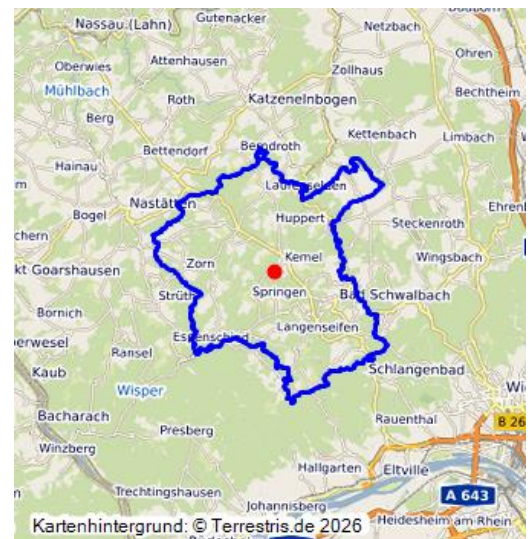 Nassau (Lahn)
Gutenacker
Netzbach
Attenhausen
Oberwies
Zollhaus
Ohren
Mühlbach
Roth
Katzenelnbogen
Bechtheim
Berg
Kettenbach
Limbach
Bettendorf
Berndroth
Hainau
Laufenselden
Nastätten
Bogel
Huppert
Steckenroth
Ehren
chern
Kemel
Wingsbach
Zorn
kt Goarshausen
Springen
Strüth
Bad Schwalbach
Bornich
Langenseifen
erwesel
Espenschied
Ransel
Kaub
Schlangenbad
Wisper
Wie
Bacharach
Rauenthal
B 26
Presberg
Winzberg
Hallgarten
Eltville
Trechtingshausen
A 643
Johannisberg
Heidesheim am Rhein
Kartenhintergrund: © Terrestris.de 2026